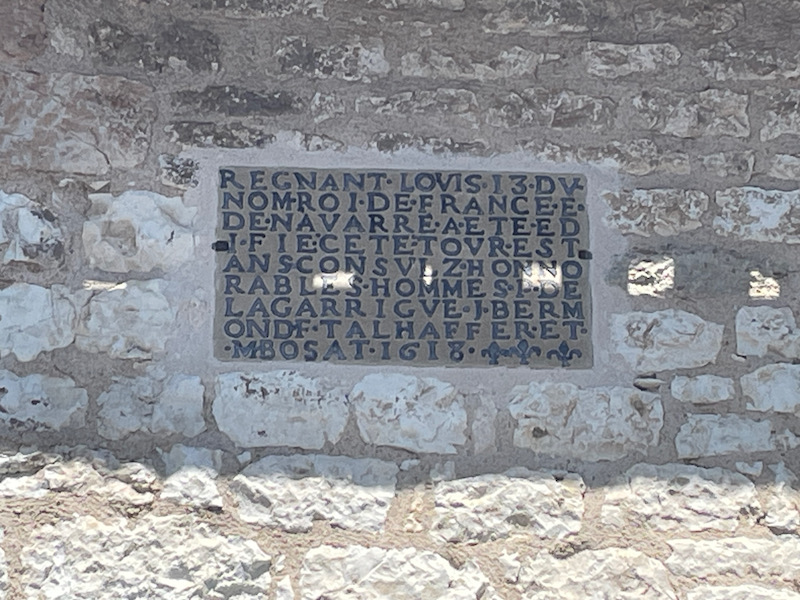 REGNANT·LOVIS·13·DV·
NOM·ROI·DE·FRANCE·E·
DE·NAVARRE·A·ETE·ED
I·FIE·CETE·TOVR·EST
ANS·CONSVLZ·HONNO
RABLES·HOMMES·I·DE
LAGARRIGVE·J·BERM
OND·F·TALHAFFER·ET·
·M·BOSAT·1618·